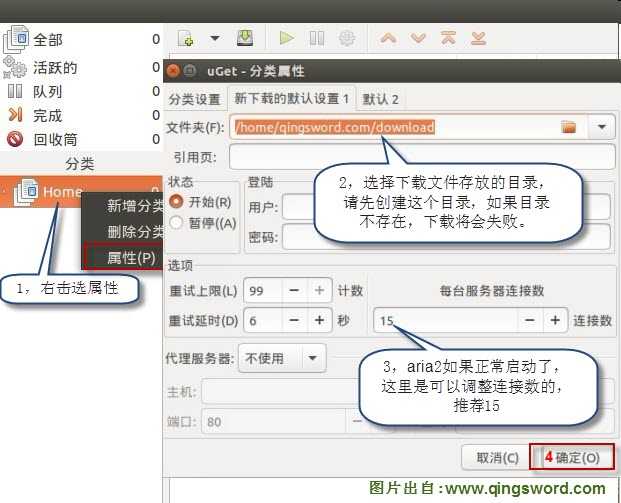 全部 0
活跃的 0
队列 0
完成 0
回收筒 0
分类
Home 0
新增分类
删除分类
属性(P)
1，右击选属性
uGet - 分类属性
分类设置 新下载的默认设置 1 默认 2
文件夹(F): /home/qingsword.com/download
引用页:
状态 登陆
开始(R) 用户:
暂停((A)
密码:
2，选择下载文件存放的目录，
请先创建这个目录，如果目录
不存在，下载将会失败。
选项
重试上限(L) 99 − + 计数 每台服务器连接数
重试延时(D) 6 − + 秒 15 − + 连接数
3，aria2如果正常启动了，
这里是可以调整连接数的，
推荐15
代理服务器: 不使用
主机:
端口: 80 −
取消(C) 4 确定(O)
图片出自:www.qingsword.com